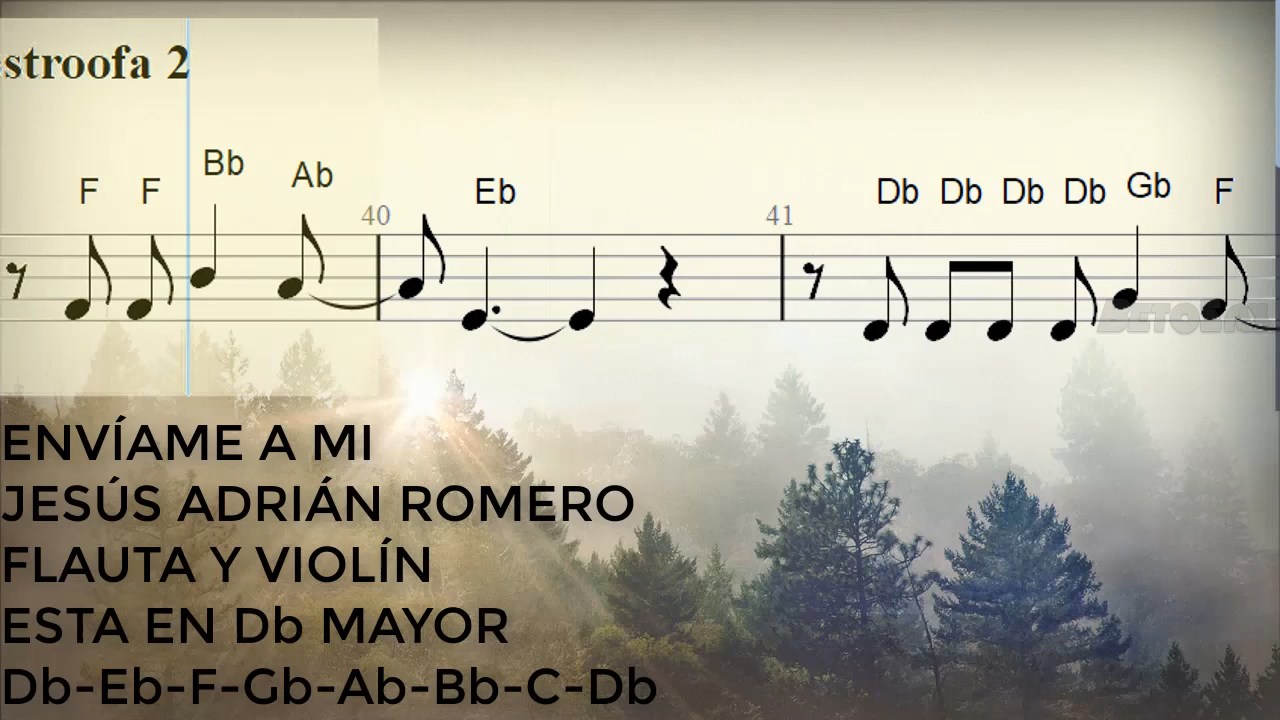 stroofa 2
F F Bb Ab Eb Db Db Db Db Gb F
40 41
ENVÍAME A MI
JESÚS ADRIÁN ROMERO
FLAUTA Y VIOLÍN
ESTA EN Db MAYOR
Db-Eb-F-Gb-Ab-Bb-C-Db